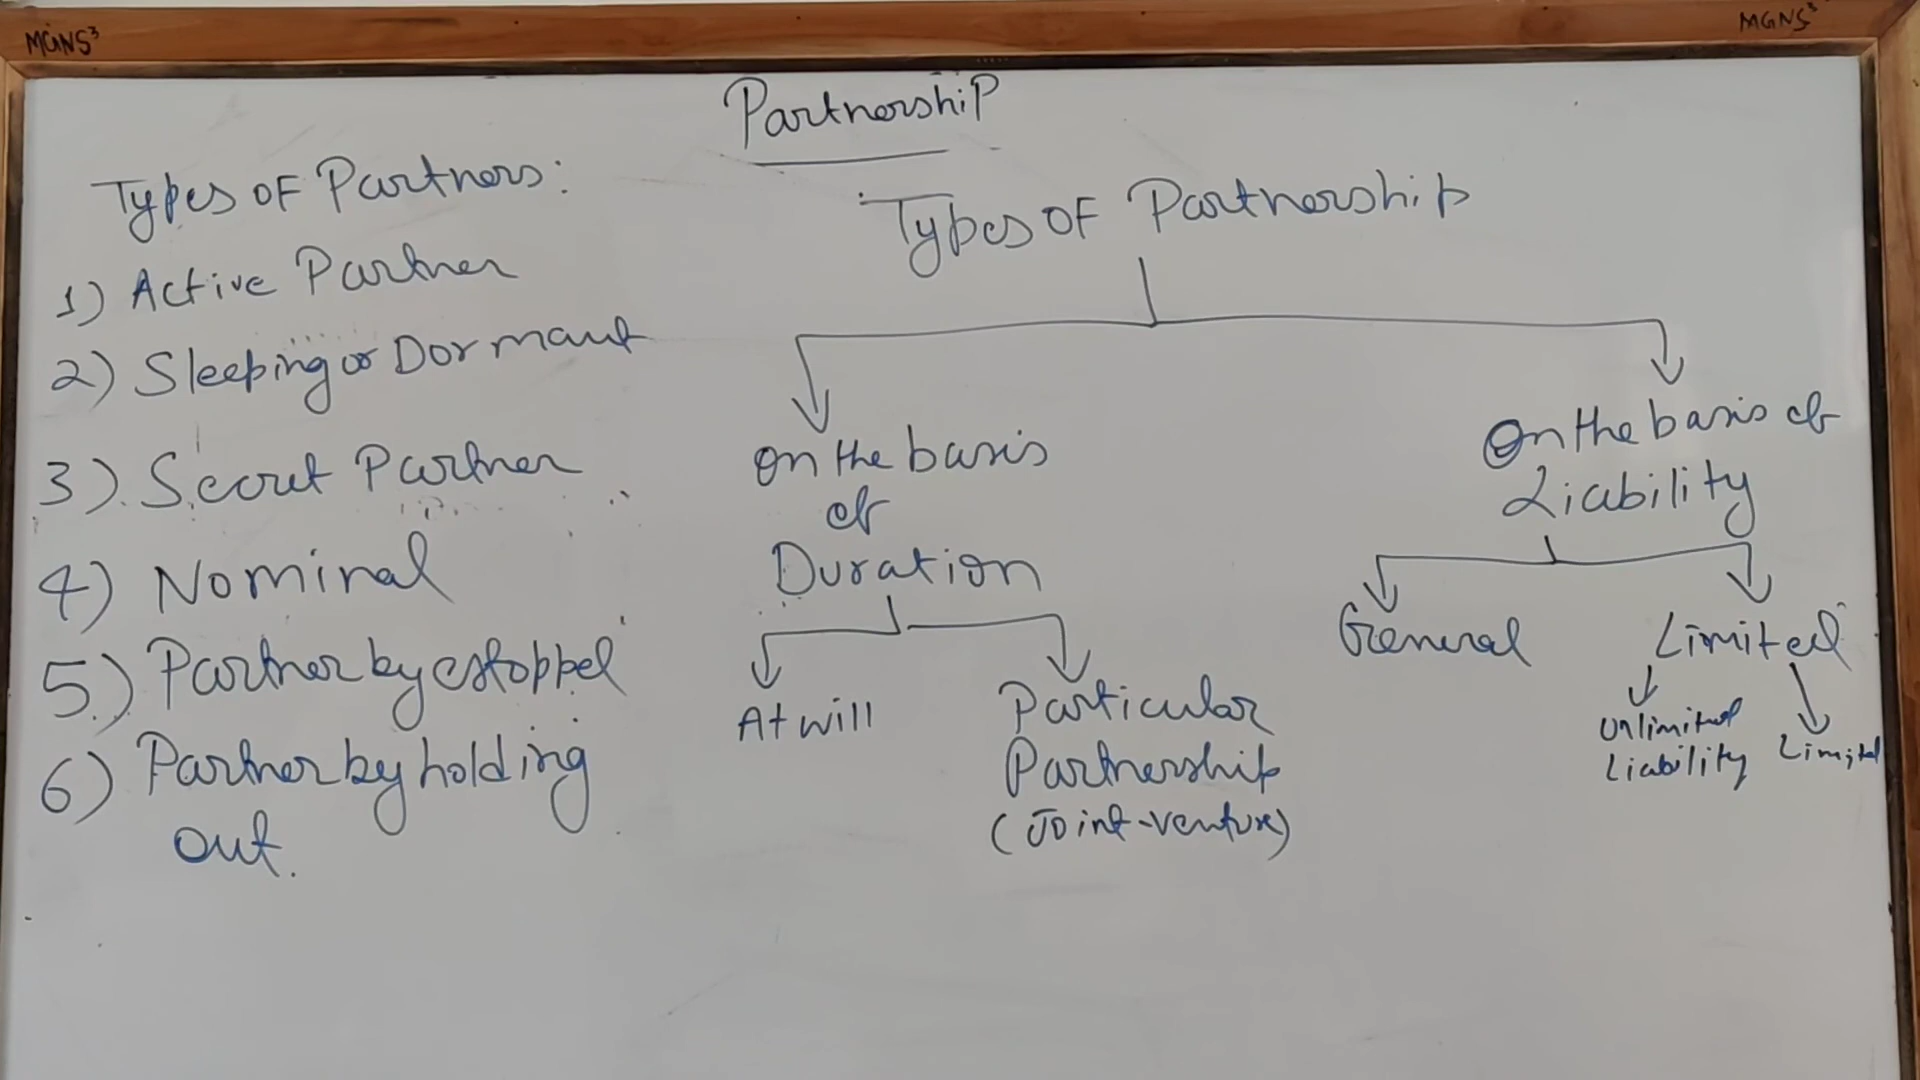 MGNS³
MGNS³
Partnership
Types of Partners:
1) Active Partner
2) Sleeping or Dormant
3) Secret Partner
4) Nominal
5) Partner by estoppel
6) Partner by holding
out.
Types of Partnership
On the basis
of
Duration
At will
Particular
Partnership
(Joint-venture)
On the basis of
Liability
General
Limited
Unlimited
Liability
Limited